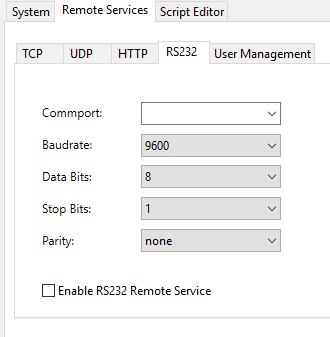 System Remote Services Script Editor
TCP UDP HTTP RS232 User Management
Commport:
Baudrate: 9600
Data Bits: 8
Stop Bits: 1
Parity: none
Enable RS232 Remote Service